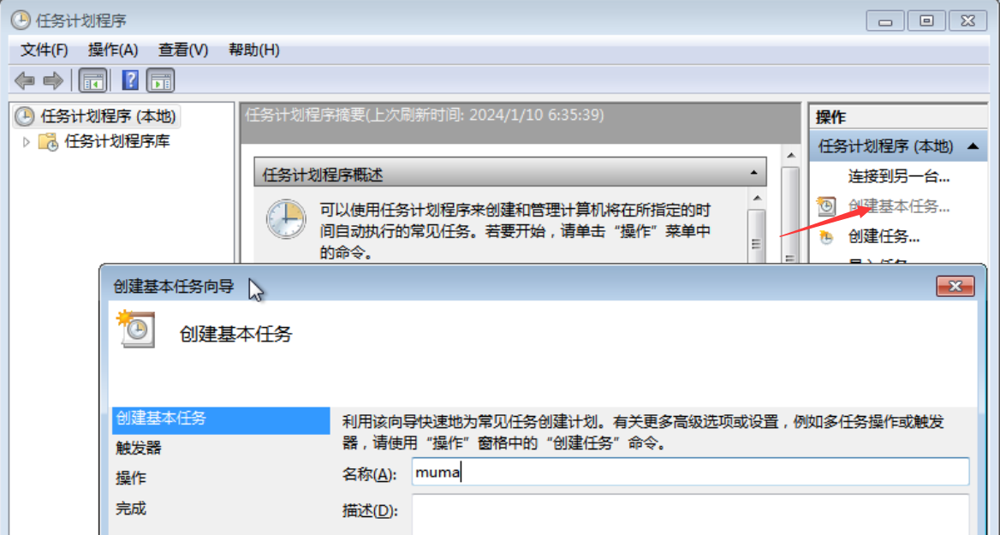 任务计划程序
文件(F) 操作(A) 查看(V) 帮助(H)
任务计划程序 (本地)
任务计划程序库
任务计划程序摘要(上次刷新时间: 2024/1/10 6:35:39)
任务计划程序概述
可以使用任务计划程序来创建和管理计算机将在所指定的时
间自动执行的常见任务。若要开始，请单击“操作”菜单中
的命令。
操作
任务计划程序 (本地)
连接到另一台...
创建基本任务...
创建任务...
创建基本任务向导
创建基本任务
创建基本任务
触发器
操作
完成
利用该向导快速地为常见任务创建计划。有关更多高级选项或设置，例如多任务操作或触发
器，请使用“操作”窗格中的“创建任务”命令。
名称(A): muma
描述(D):